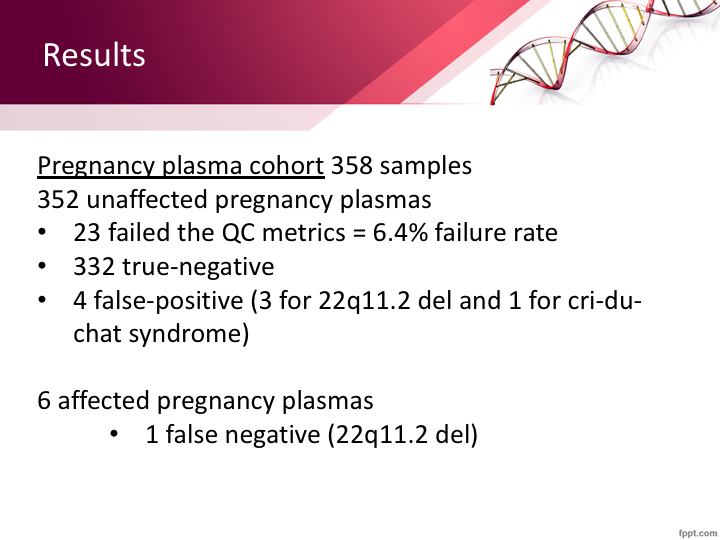 Results
Pregnancy plasma cohort 358 samples
352 unaffected pregnancy plasmas
• 23 failed the QC metrics = 6.4% failure rate
• 332 true-negative
• 4 false-positive (3 for 22q11.2 del and 1 for cri-du-
chat syndrome)
6 affected pregnancy plasmas
• 1 false negative (22q11.2 del)
fppt.com